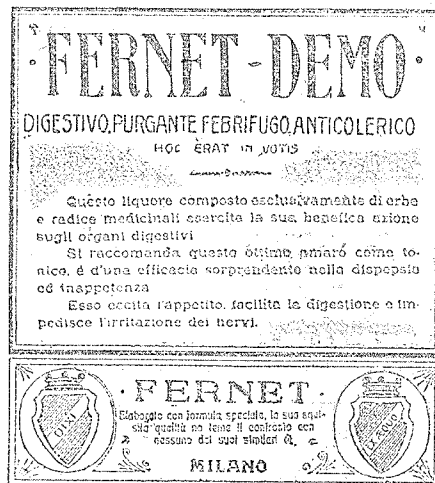 FERNET-DEMO
DIGESTIVO, PURGANTE, FEBRIFUGO, ANTICOLERICO
HOC ERAT IN VOTIS
Questo liquore composto esclusivamente di erbe
e radice medicinali esercita la sua benefica azione
sugli organi digestivi
Si raccomanda questo ottimo amaro come to-
nico, é d'una efficacia sorprendente nella dispepsia
ed inappetenza
Esso eccita l'appetito, facilita la digestione e im-
pedisce l'irritazione dei nervi.
FERNET
Elaborato con formula speciale, la sua squi-
sita qualità no teme il confronto con
nessuno dei suoi similari
MILANO